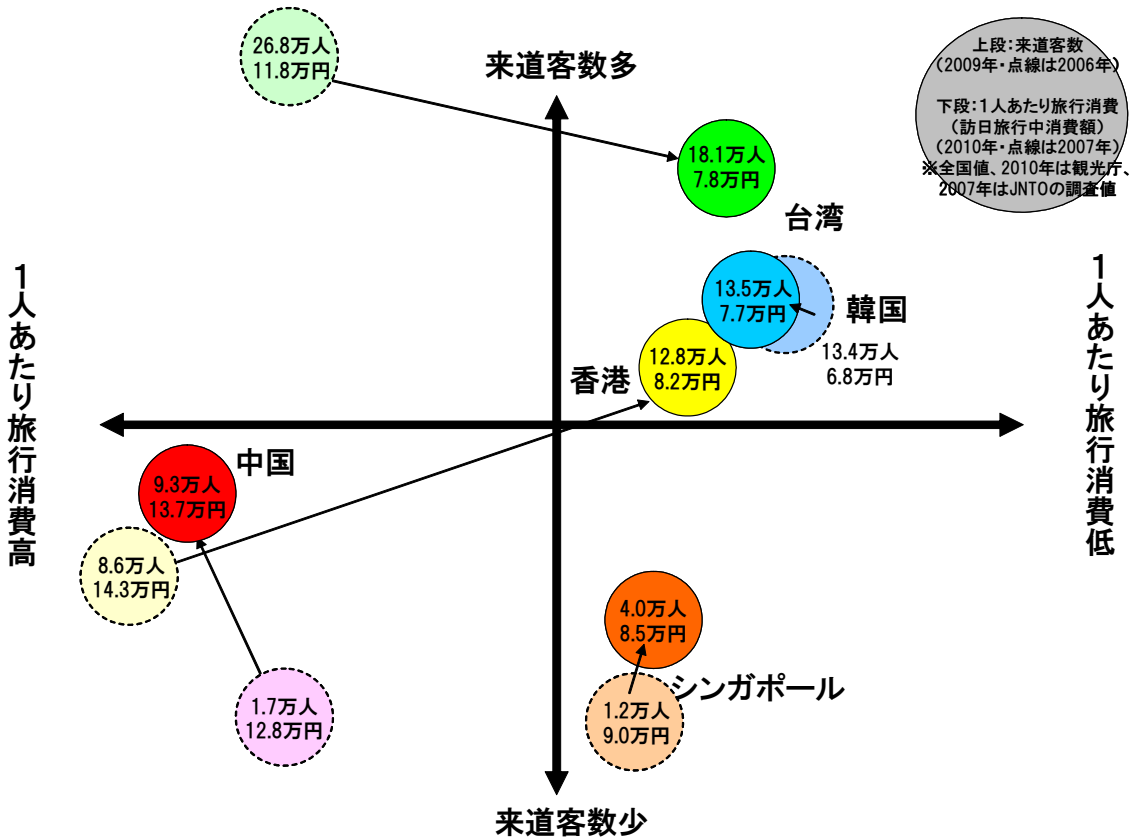 26.8万人
11.8万円
来道客数多
上段：来道客数
（2009年・点線は2006年）
下段：１人あたり旅行消費
（訪日旅行中消費額）
（2010年・点線は2007年）
※全国値、2010年は観光庁、
2007年はJNTOの調査値
18.1万人
7.8万円
台湾
１人あたり旅行消費高
１人あたり旅行消費低
13.5万人
7.7万円
韓国
13.4万人
6.8万円
12.8万人
8.2万円
香港
中国
9.3万人
13.7万円
8.6万人
14.3万円
4.0万人
8.5万円
シンガポール
1.7万人
12.8万円
1.2万人
9.0万円
来道客数少